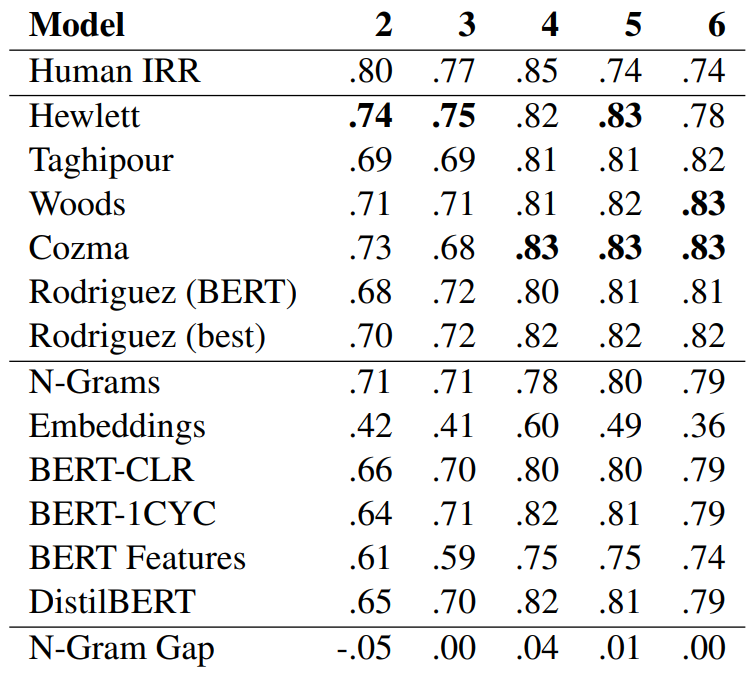 Model 2 3 4 5 6
Human IRR .80 .77 .85 .74 .74
Hewlett .74 .75 .82 .83 .78
Taghipour .69 .69 .81 .81 .82
Woods .71 .71 .81 .82 .83
Cozma .73 .68 .83 .83 .83
Rodriguez (BERT) .68 .72 .80 .81 .81
Rodriguez (best) .70 .72 .82 .82 .82
N-Grams .71 .71 .78 .80 .79
Embeddings .42 .41 .60 .49 .36
BERT-CLR .66 .70 .80 .80 .79
BERT-1CYC .64 .71 .82 .81 .79
BERT Features .61 .59 .75 .75 .74
DistilBERT .65 .70 .82 .81 .79
N-Gram Gap -.05 .00 .04 .01 .00